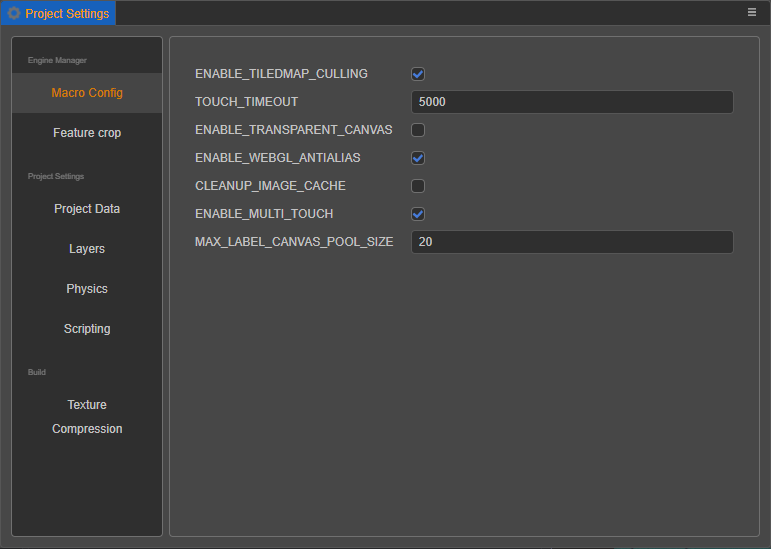 Project Settings
Engine Manager
Macro Config
Feature crop
Project Settings
Project Data
Layers
Physics
Scripting
Build
Texture
Compression
ENABLE_TILEDMAP_CULLING
TOUCH_TIMEOUT 5000
ENABLE_TRANSPARENT_CANVAS
ENABLE_WEBGL_ANTIALIAS
CLEANUP_IMAGE_CACHE
ENABLE_MULTI_TOUCH
MAX_LABEL_CANVAS_POOL_SIZE 20